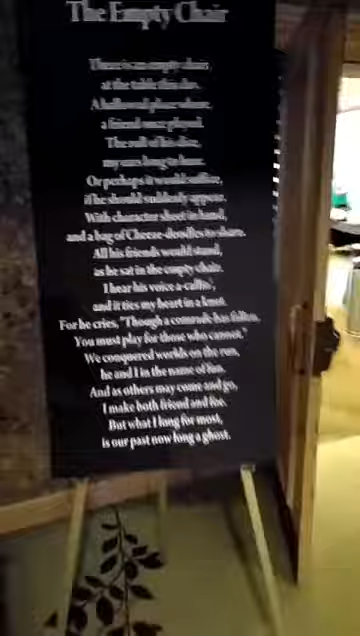 The Empty Chair
There is an empty chair,
at the table this day.
A hallowed place where,
a friend once played.
The roll of his dice,
my ears long to hear.
Or perhaps it would suffice,
if he should suddenly appear.
With character sheet in hand,
and a bag of Cheese-doodles to share.
All his friends would stand,
as he sat in the empty chair.
I hear his voice a-callin',
and it ties my heart in a knot.
For he cries, "Though a comrade has fallen,
You must play for those who cannot."
We conquered worlds on the run,
he and I in the name of fun.
And as others may come and go,
I make both friend and foe.
But what I long for most,
is our past now long a ghost.